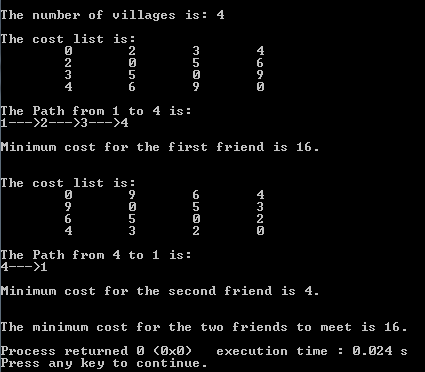 The number of villages is: 4
The cost list is:
0 2 3 4
2 0 5 6
3 5 0 9
4 6 9 0
The Path from 1 to 4 is:
1--->2--->3--->4
Minimum cost for the first friend is 16.
The cost list is:
0 9 6 4
9 0 5 3
6 5 0 2
4 3 2 0
The Path from 4 to 1 is:
4--->1
Minimum cost for the second friend is 4.
The minimum cost for the two friends to meet is 16.
Process returned 0 (0x0) execution time : 0.024 s
Press any key to continue.